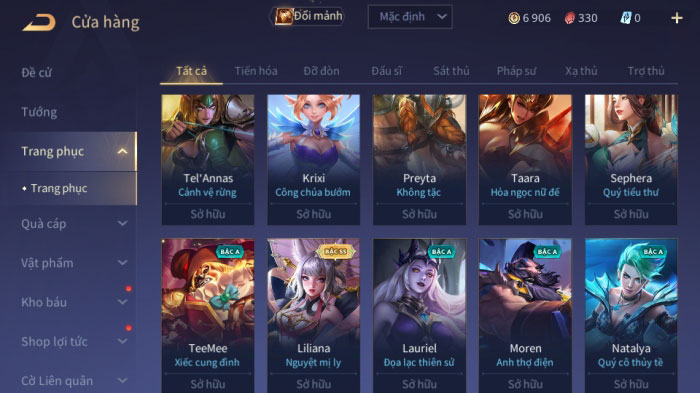 Cửa hàng
Đổi mảnh
Mặc định
6 906
330
0
Đề cử
Tướng
Trang phục
Trang phục
Quà cáp
Vật phẩm
Kho báu
Shop lợi tức
Cờ Liên quân
Tất cả Tiến hóa Đỡ đòn Đấu sĩ Sát thủ Pháp sư Xạ thủ Trợ thủ
Tel'Annas
Cảnh vệ rừng
Sở hữu
Krixi
Công chúa bướm
Sở hữu
Preyta
Không tặc
Sở hữu
Taara
Hỏa ngọc nữ đế
Sở hữu
Sephera
Quý tiểu thư
Sở hữu
TeeMee
Xiếc cung đình
Sở hữu
BẬC A
BẬC SS
Liliana
Nguyệt mị ly
Sở hữu
BẬC A
Lauriel
Đọa lạc thiên sứ
Sở hữu
BẬC A
Moren
Anh thợ điện
Sở hữu
BẬC A
Natalya
Quý cô thủy tề
Sở hữu